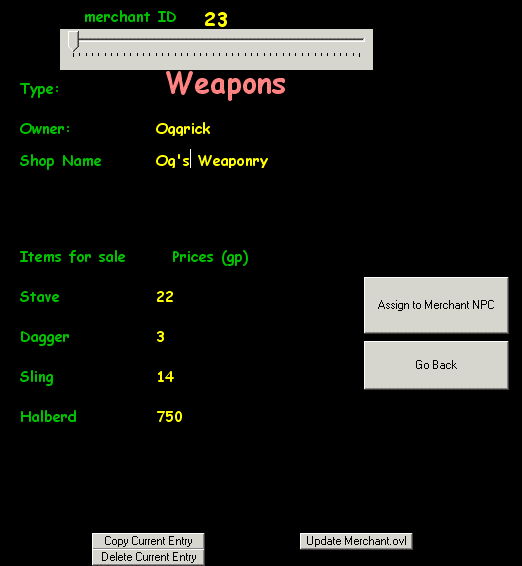 merchant ID 23
Type: Weapons
Owner: Oggrick
Shop Name Og's Weaponry
Items for sale Prices (gp)
Stave 22
Dagger 3
Sling 14
Halberd 750
Assign to Merchant NPC
Go Back
Copy Current Entry
Delete Current Entry
Update Merchant.ovl